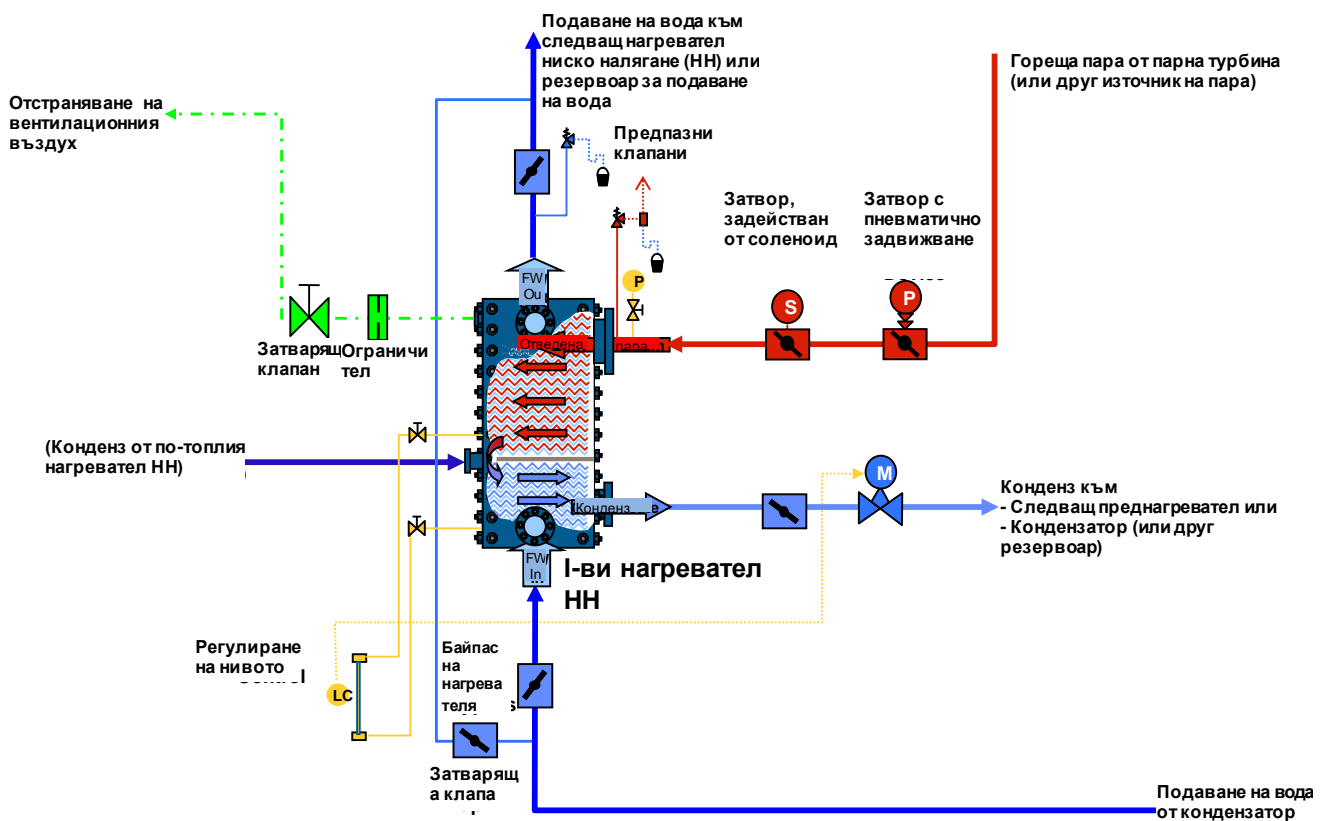 Подаване на вода към
следващ нагревател
ниско налягане (НН) или
резервоар за подаване
на вода
Гореща пара от парна турбина
(или друг източник на пара)
Отстраняване на
вентилационния
въздух
Предпазни
клапани
Затвор,
задействан
от соленоид
Затвор с
пневматично
задвижване
FW
Ou
P
S
P
Затварящ
клапан
Ограничи
тел
Отведена
пара
(Конденз от по-топлия
нагревател НН)
M
Конденз
Конденз към
- Следващ преднагревател или
- Кондензатор (или друг
резервоар)
FW
In
I-ви нагревател
НН
Регулиране
на нивото
LC
Байпас
на
нагрева
теля
Затварящ
а клапа
Подаване на вода
от кондензатор